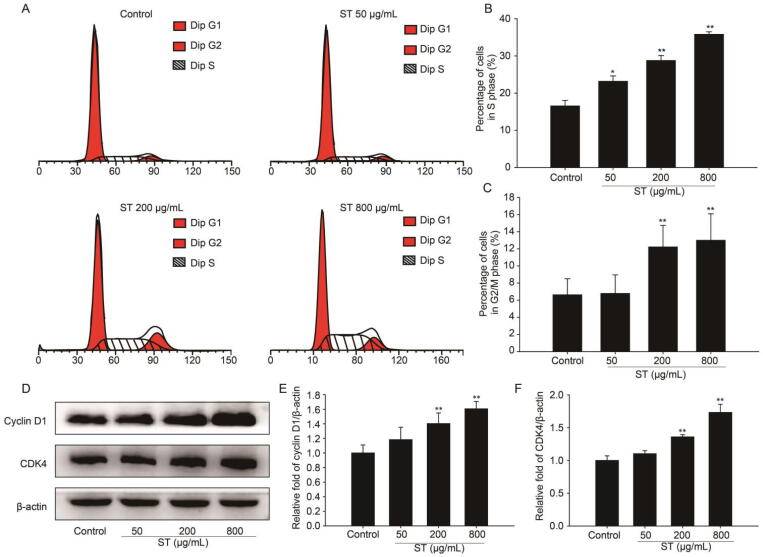 A
Control
Dip G1
Dip G2
Dip S
0 30 60 90 120 150
ST 50 µg/mL
Dip G1
Dip G2
Dip S
0 30 60 90 120 150
ST 200 µg/mL
Dip G1
Dip G2
Dip S
0 30 60 90 120 150
ST 800 µg/mL
Dip G1
Dip G2
Dip S
0 40 60 100 140 180
B
Percentage of cells
in S phase (%)
40
30
20
10
0
* ** **
Control 50 200 800
ST (µg/mL)
C
Percentage of cells
in G2/M phase (%)
18
16
14
12
10
8
6
4
2
0
** **
Control 50 200 800
ST (µg/mL)
D
Cyclin D1
CDK4
β-actin
Control 50 200 800
ST (µg/mL)
E
Relative fold of cyclin D1/β-actin
1.8
1.6
1.4
1.2
1.0
0.8
0.6
0.4
0.2
0.0
** **
Control 50 200 800
ST (µg/mL)
F
Relative fold of CDK4/β-actin
2.0
1.5
1.0
0.5
0.0
** **
Control 50 200 800
ST (µg/mL)